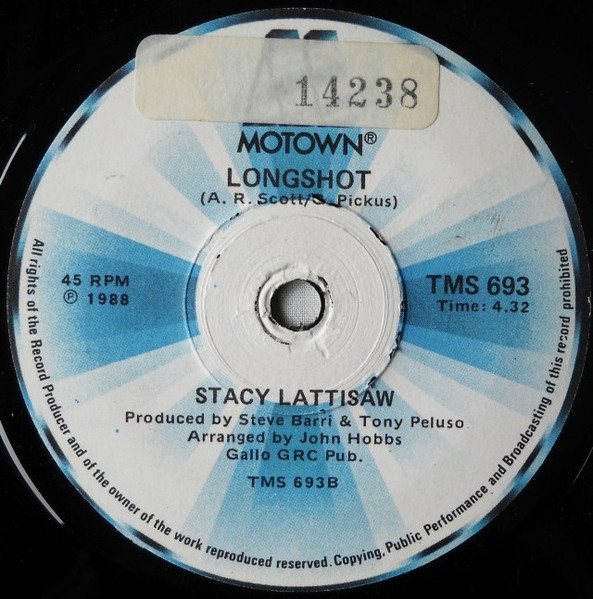 14238
MOTOWN®
LONGSHOT
(A. R. Scott/S. Pickus)
45 RPM
℗ 1988
TMS 693
Time: 4.32
STACY LATTISAW
Produced by Steve Barri & Tony Peluso
Arranged by John Hobbs
Gallo GRC Pub.
TMS 693B
All rights of the Record Producer and of the owner of the work reproduced reserved. Copying, Public Performance and Broadcasting of this record prohibited